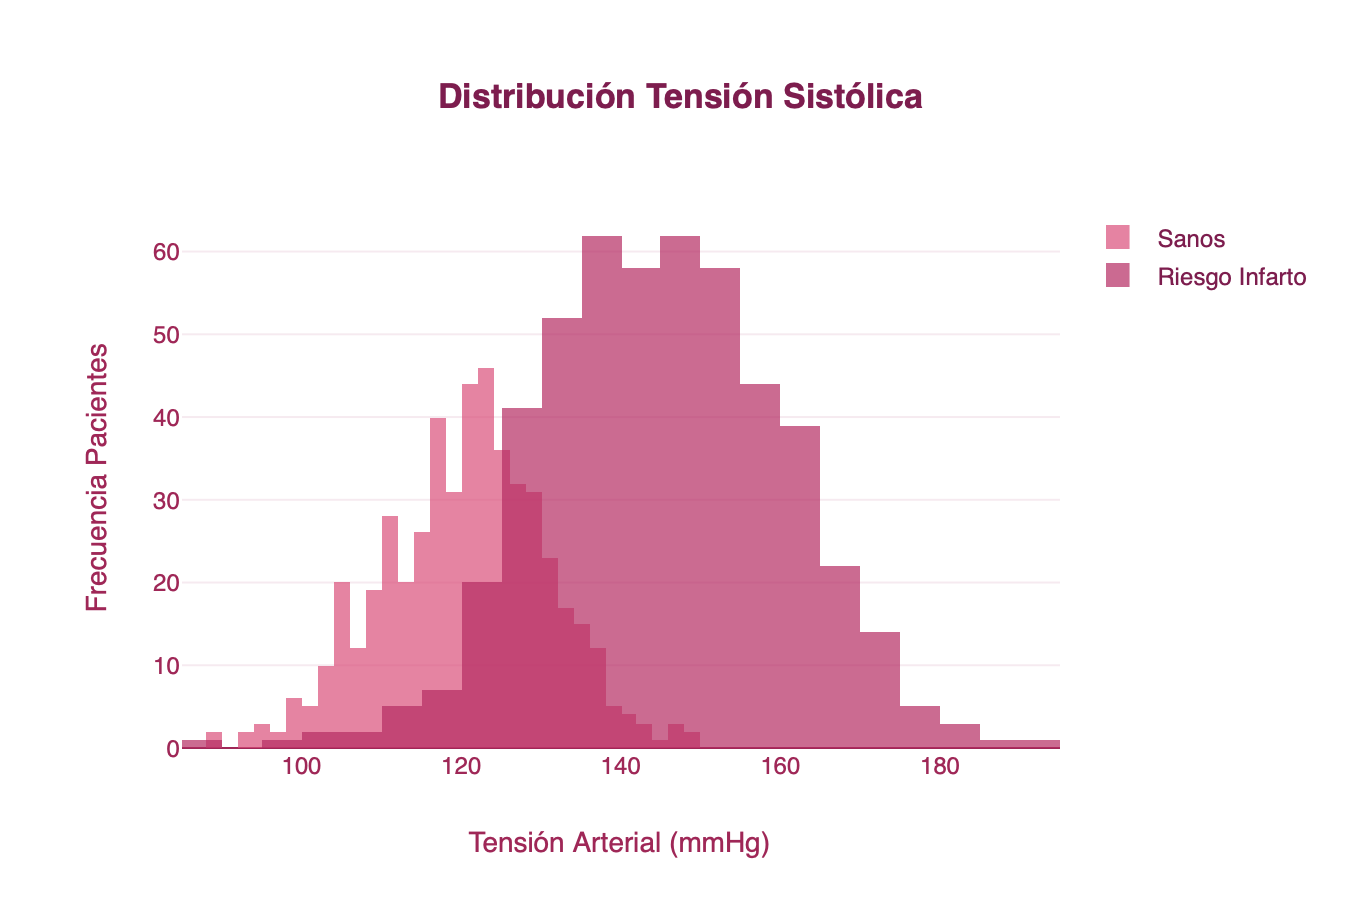 Distribución Tensión Sistólica
Sanos
Riesgo Infarto
Frecuencia Pacientes
60
50
40
30
20
10
0
100
120
140
160
180
Tensión Arterial (mmHg)